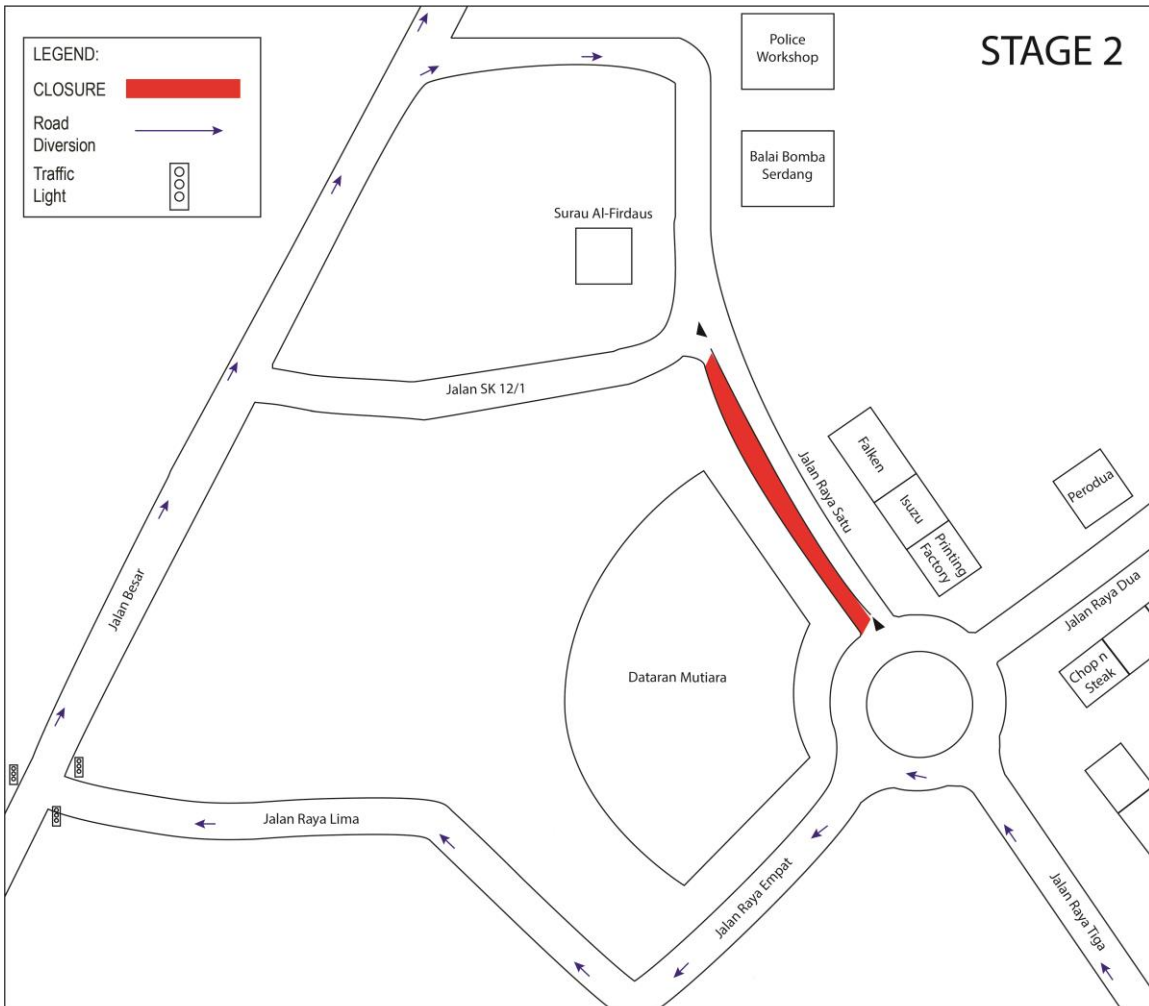 STAGE 2
LEGEND:
CLOSURE
Road
Diversion
Traffic
Light
Police
Workshop
Balai Bomba
Serdang
Surau Al-Firdaus
Jalan SK 12/1
Jalan Raya Satu
Falken
Isuzu
Printing
Factory
Perodua
Jalan Raya Dua
Chop n
Steak
Jalan Besar
Dataran Mutiara
Jalan Raya Lima
Jalan Raya Empat
Jalan Raya Tiga